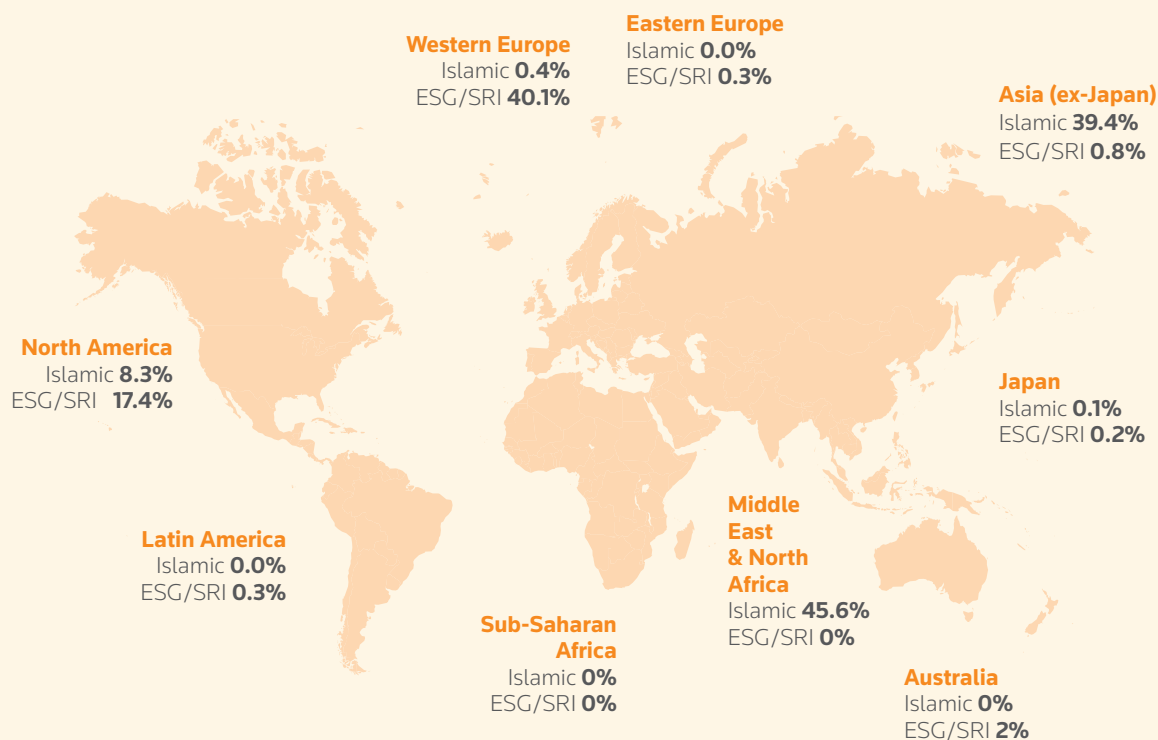 Western Europe
Islamic 0.4%
ESG/SRI 40.1%
Eastern Europe
Islamic 0.0%
ESG/SRI 0.3%
Asia (ex-Japan)
Islamic 39.4%
ESG/SRI 0.8%
North America
Islamic 8.3%
ESG/SRI 17.4%
Japan
Islamic 0.1%
ESG/SRI 0.2%
Latin America
Islamic 0.0%
ESG/SRI 0.3%
Sub-Saharan
Africa
Islamic 0%
ESG/SRI 0%
Middle
East
& North
Africa
Islamic 45.6%
ESG/SRI 0%
Australia
Islamic 0%
ESG/SRI 2%